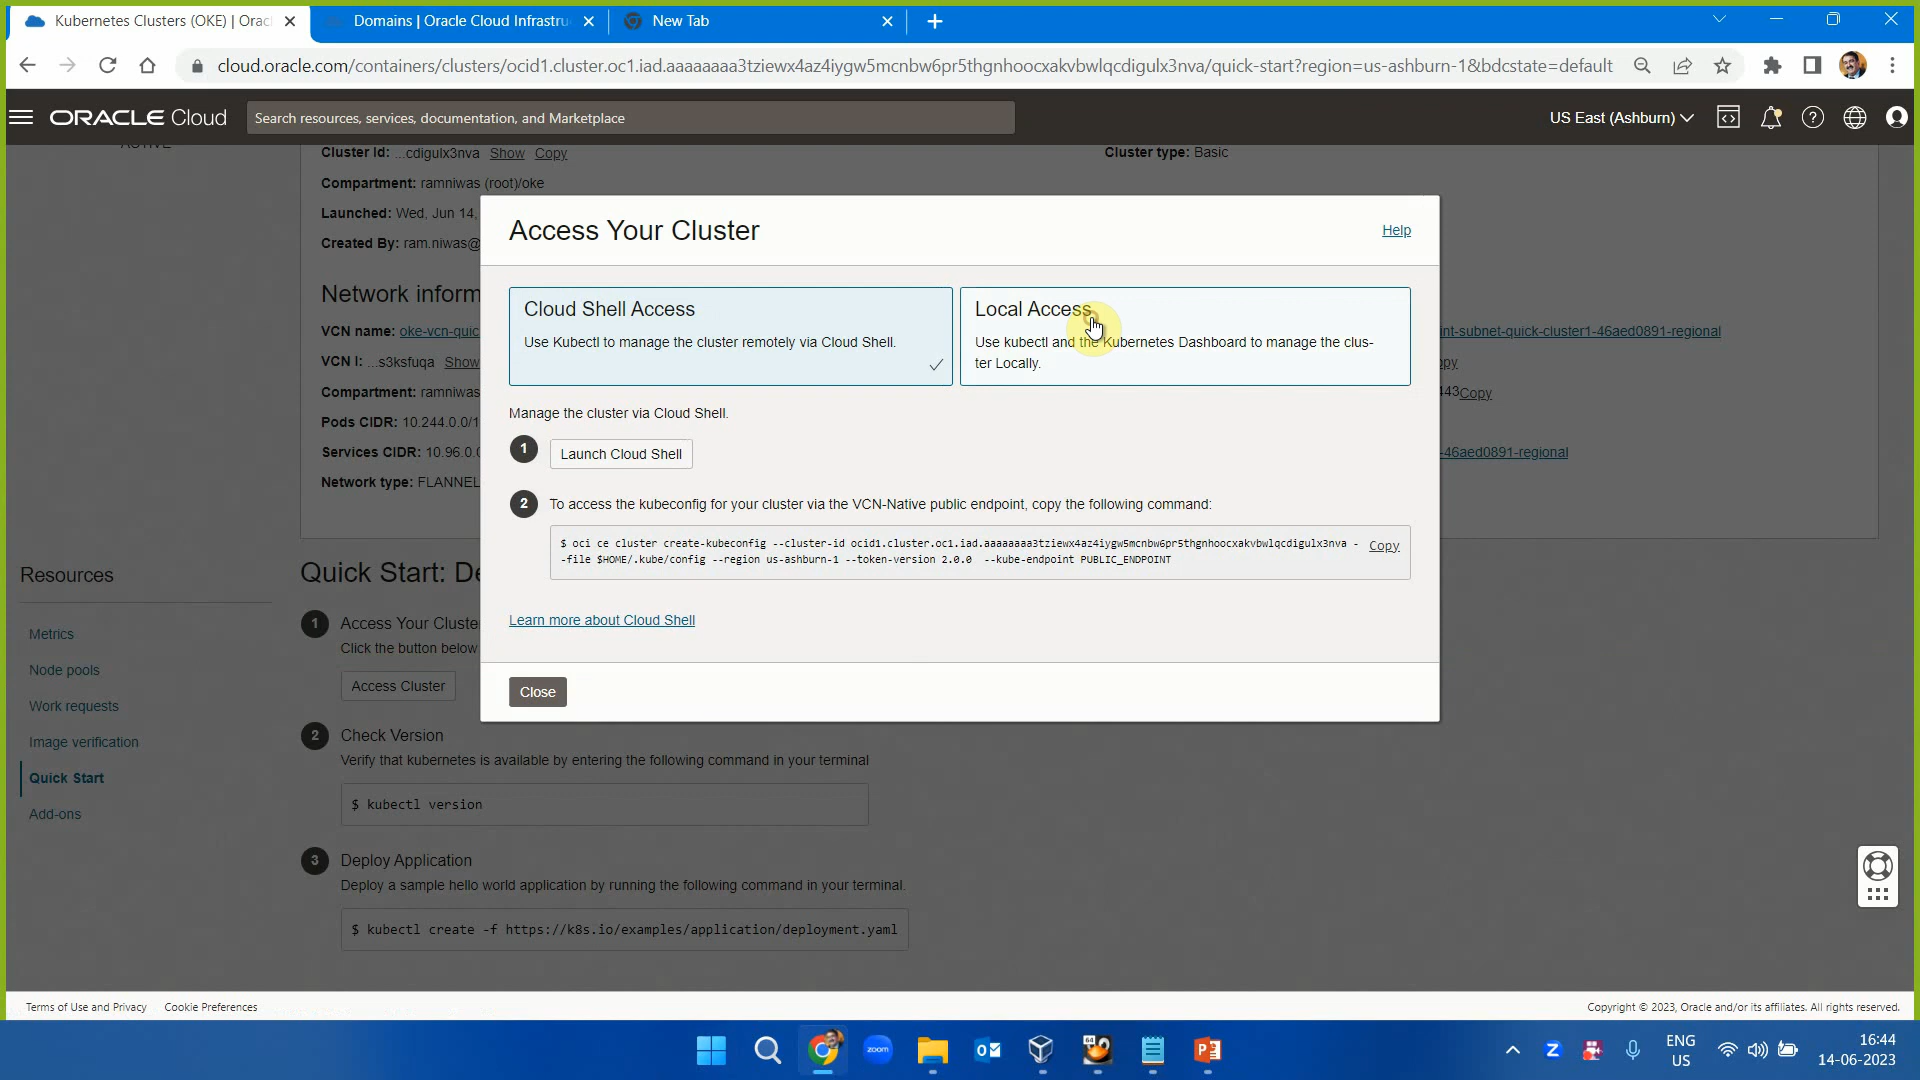 Kubernetes Clusters (OKE) | Orac
Domains | Oracle Cloud Infrastru
New Tab
cloud.oracle.com/containers/clusters/ocid1.cluster.oc1.iad.aaaaaaaa3tziewx4az4iygw5mcnbw6pr5thgnhoocxakvbwlqcdigulx3nva/quick-start?region=us-ashburn-1&bdcstate=default
ORACLE Cloud
Search resources, services, documentation, and Marketplace
US East (Ashburn)
Cluster Id: ...cdigulx3nva Show Copy
Cluster type: Basic
Compartment: ramniwas (root)/oke
Launched: Wed, Jun 14,
Created By: ram.niwas@
Network inform
VCN name: oke-vcn-quic
int-subnet-quick-cluster1-46aed0891-regional
VCN I: ...s3ksfuqa Show
Compartment: ramniwas
443 Copy
Pods CIDR: 10.244.0.0/1
Services CIDR: 10.96.0.0
-46aed0891-regional
Network type: FLANNEL
Access Your Cluster
Help
Cloud Shell Access
Use Kubectl to manage the cluster remotely via Cloud Shell.
Local Access
Use kubectl and the Kubernetes Dashboard to manage the clus-
ter Locally.
Manage the cluster via Cloud Shell.
1 Launch Cloud Shell
2 To access the kubeconfig for your cluster via the VCN-Native public endpoint, copy the following command:
$ oci ce cluster create-kubeconfig --cluster-id ocid1.cluster.oc1.iad.aaaaaaaa3tziewx4az4iygw5mcnbw6pr5thgnhoocxakvbwlqcdigulx3nva -
-file $HOME/.kube/config --region us-ashburn-1 --token-version 2.0.0  --kube-endpoint PUBLIC_ENDPOINT
Copy
Learn more about Cloud Shell
Close
Resources
Metrics
Node pools
Work requests
Image verification
Quick Start
Add-ons
Quick Start: De
1 Access Your Cluste
Click the button below
Access Cluster
2 Check Version
Verify that kubernetes is available by entering the following command in your terminal
$ kubectl version
3 Deploy Application
Deploy a sample hello world application by running the following command in your terminal.
$ kubectl create -f https://k8s.io/examples/application/deployment.yaml
Terms of Use and Privacy Cookie Preferences
Copyright © 2023, Oracle and/or its affiliates. All rights reserved.
zoom
64
ENG
US
16:44
14-06-2023